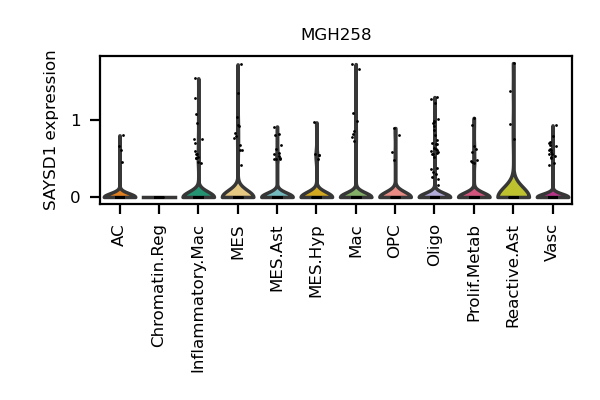 MGH258
SAYSD1 expression
1
0
AC
Chromatin.Reg
Inflammatory.Mac
MES
MES.Ast
MES.Hyp
Mac
OPC
Oligo
Prolif.Metab
Reactive.Ast
Vasc